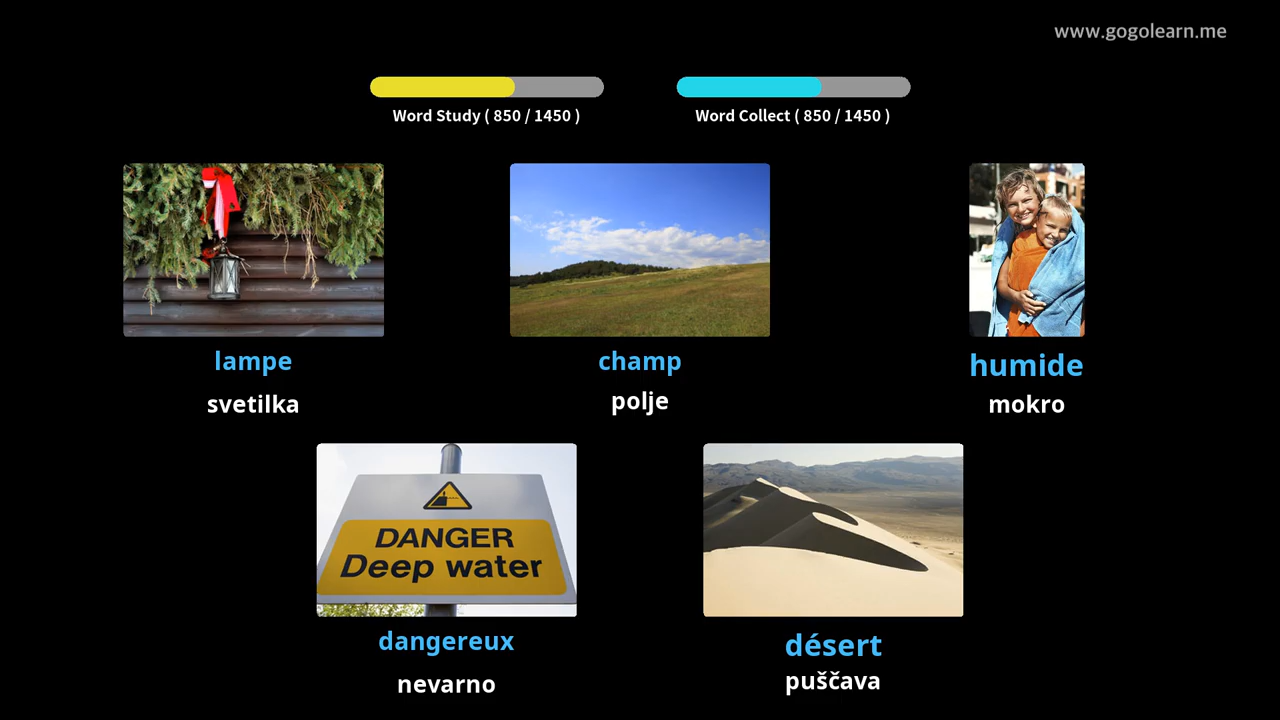 www.gogolearn.me
Word Study ( 850 / 1450 )
Word Collect ( 850 / 1450 )
lampe
svetilka
champ
polje
humide
mokro
DANGER
Deep water
dangereux
nevarno
désert
puščava